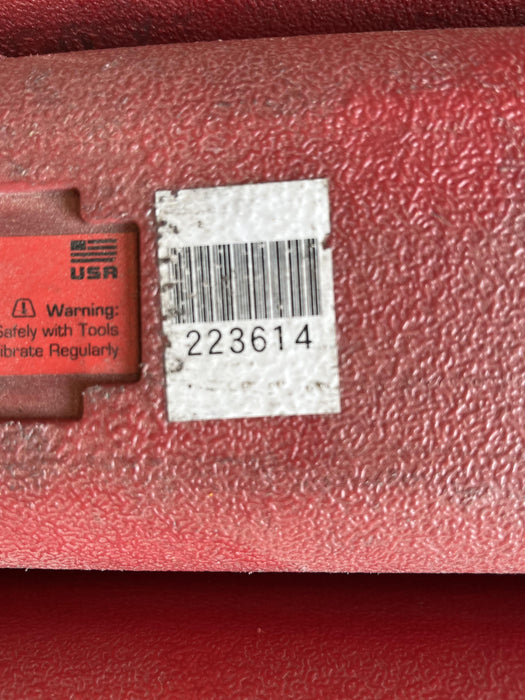 USA
Warning:
Safely with Tools
librate Regularly
223614